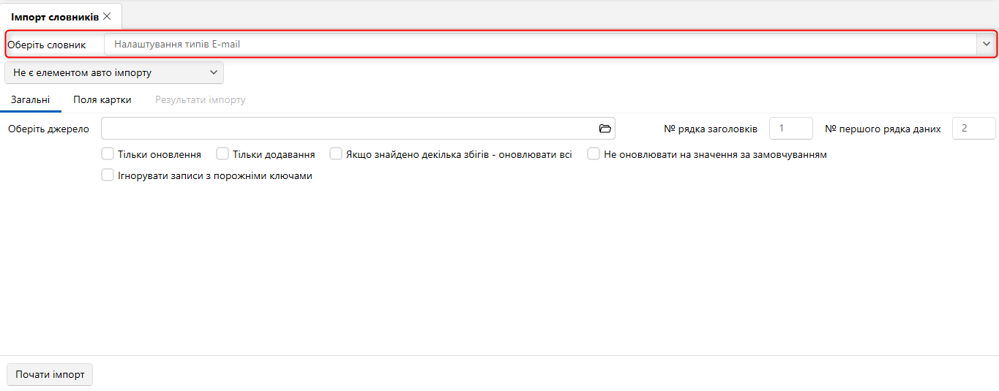 Імпорт словників
Оберіть словник Налаштування типів E-mail
Не є елементом авто імпорту
Загальні Поля картки Результати імпорту
Оберіть джерело № рядка заголовків 1 № першого рядка даних 2
Тільки оновлення Тільки додавання Якщо знайдено декілька збігів - оновлювати всі Не оновлювати на значення за замовчуванням
Ігнорувати записи з порожніми ключами
Почати імпорт